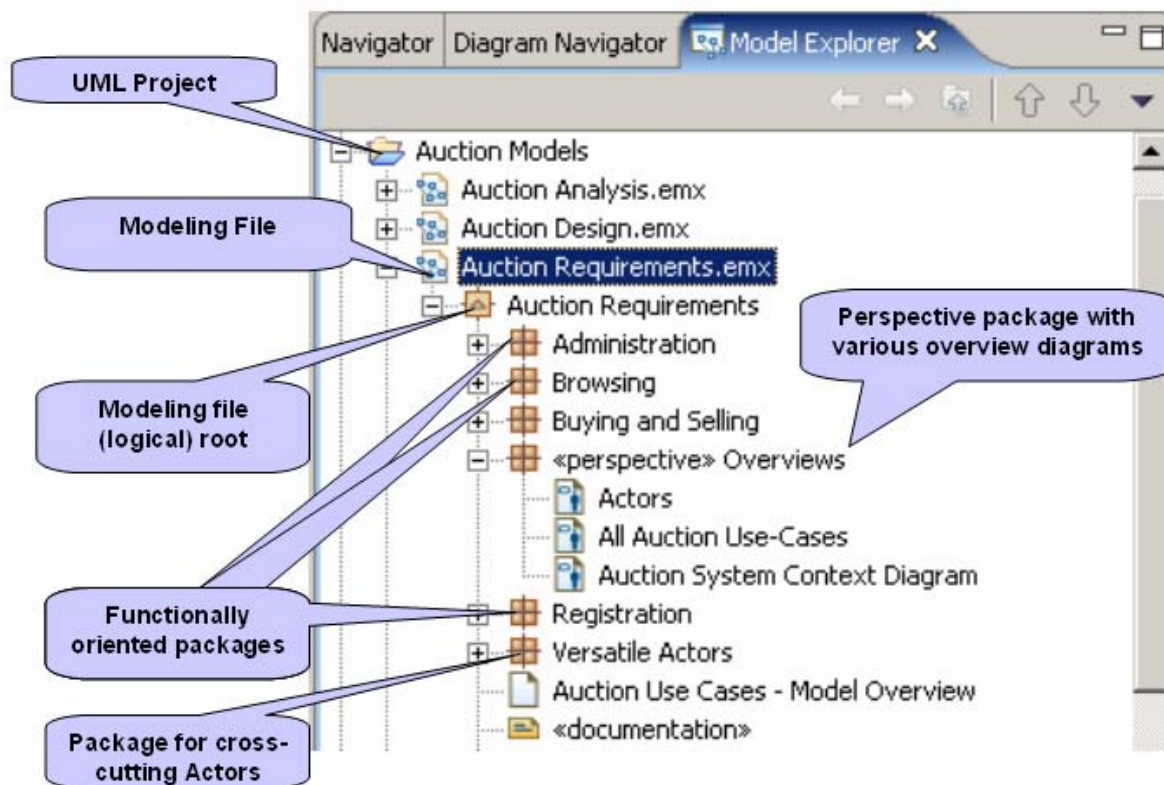 Navigator
Diagram Navigator
Model Explorer
UML Project
Auction Models
Auction Analysis.emx
Modeling File
Auction Design.emx
Auction Requirements.emx
Auction Requirements
Perspective package with
various overview diagrams
Administration
Browsing
Modeling file
(logical) root
Buying and Selling
«perspective» Overviews
Actors
All Auction Use-Cases
Auction System Context Diagram
Functionally
oriented packages
Registration
Versatile Actors
Auction Use Cases - Model Overview
Package for cross-
cutting Actors
«documentation»